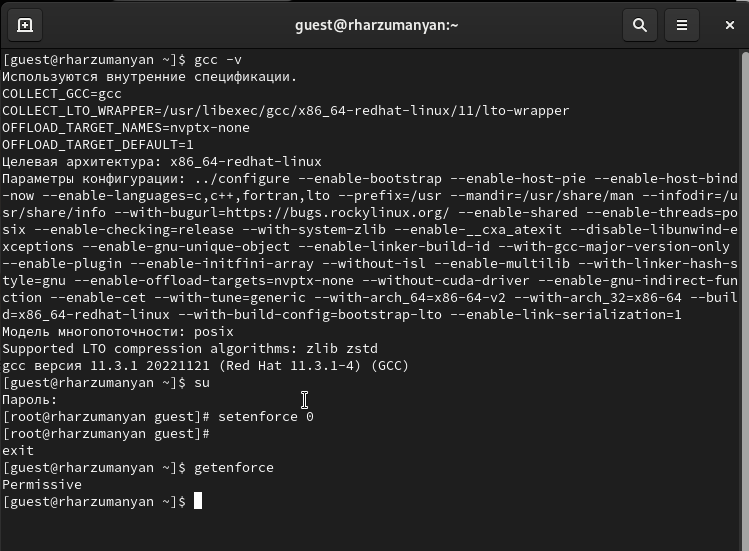 guest@rharzumanyan:~
[guest@rharzumanyan ~]$ gcc -v
Используются внутренние спецификации.
COLLECT_GCC=gcc
COLLECT_LTO_WRAPPER=/usr/libexec/gcc/x86_64-redhat-linux/11/lto-wrapper
OFFLOAD_TARGET_NAMES=nvptx-none
OFFLOAD_TARGET_DEFAULT=1
Целевая архитектура: x86_64-redhat-linux
Параметры конфигурации: ../configure --enable-bootstrap --enable-host-pie --enable-host-bind
-now --enable-languages=c,c++,fortran,lto --prefix=/usr --mandir=/usr/share/man --infodir=/u
sr/share/info --with-bugurl=https://bugs.rockylinux.org/ --enable-shared --enable-threads=po
six --enable-checking=release --with-system-zlib --enable-__cxa_atexit --disable-libunwind-e
xceptions --enable-gnu-unique-object --enable-linker-build-id --with-gcc-major-version-only
--enable-plugin --enable-initfini-array --without-isl --enable-multilib --with-linker-hash-s
tyle=gnu --enable-offload-targets=nvptx-none --without-cuda-driver --enable-gnu-indirect-fun
ction --enable-cet --with-tune=generic --with-arch_64=x86-64-v2 --with-arch_32=x86-64 --buil
d=x86_64-redhat-linux --with-build-config=bootstrap-lto --enable-link-serialization=1
Модель многопоточности: posix
Supported LTO compression algorithms: zlib zstd
gcc версия 11.3.1 20221121 (Red Hat 11.3.1-4) (GCC)
[guest@rharzumanyan ~]$ su
Пароль:
[root@rharzumanyan guest]# setenforce 0
[root@rharzumanyan guest]#
exit
[guest@rharzumanyan ~]$ getenforce
Permissive
[guest@rharzumanyan ~]$